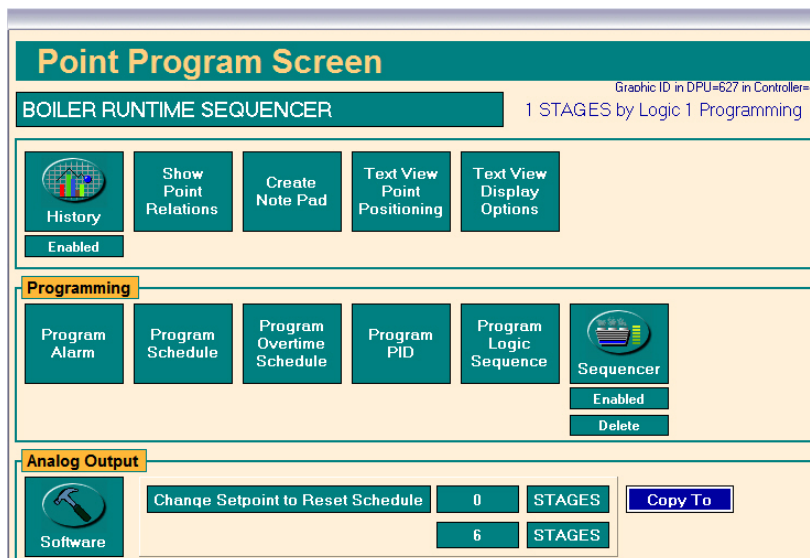 Point Program Screen
Graphic ID in DPU=627 in Controller=
BOILER RUNTIME SEQUENCER
1 STAGES by Logic 1 Programming
History
Enabled
Show
Point
Relations
Create
Note Pad
Text View
Point
Positioning
Text View
Display
Options
Programming
Program
Alarm
Program
Schedule
Program
Overtime
Schedule
Program
PID
Program
Logic
Sequence
Sequencer
Enabled
Delete
Analog Output
Software
Change Setpoint to Reset Schedule
0
STAGES
Copy To
6
STAGES